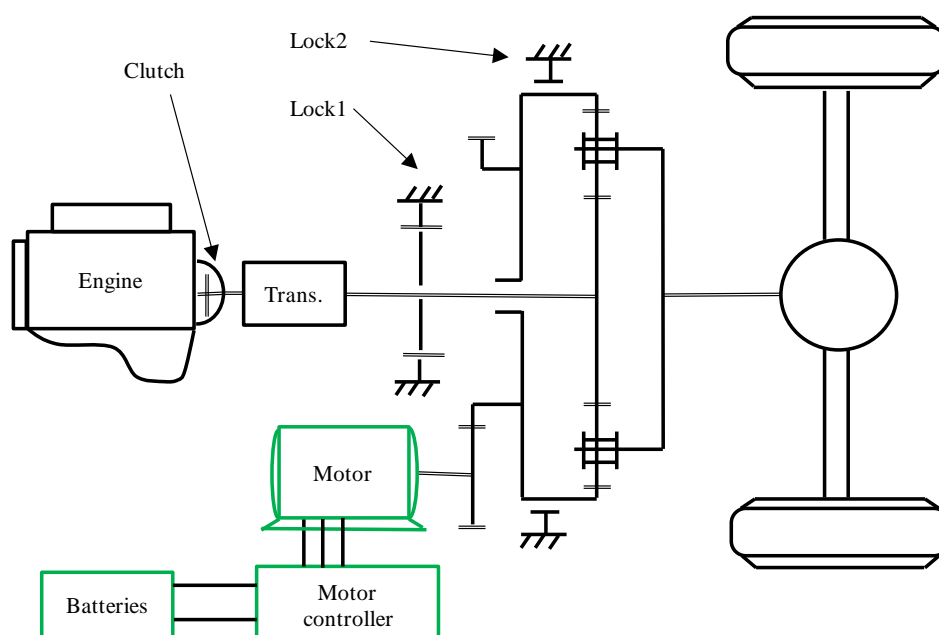 Lock2
Clutch
Lock1
Engine
Trans.
Motor
Batteries
Motor
controller